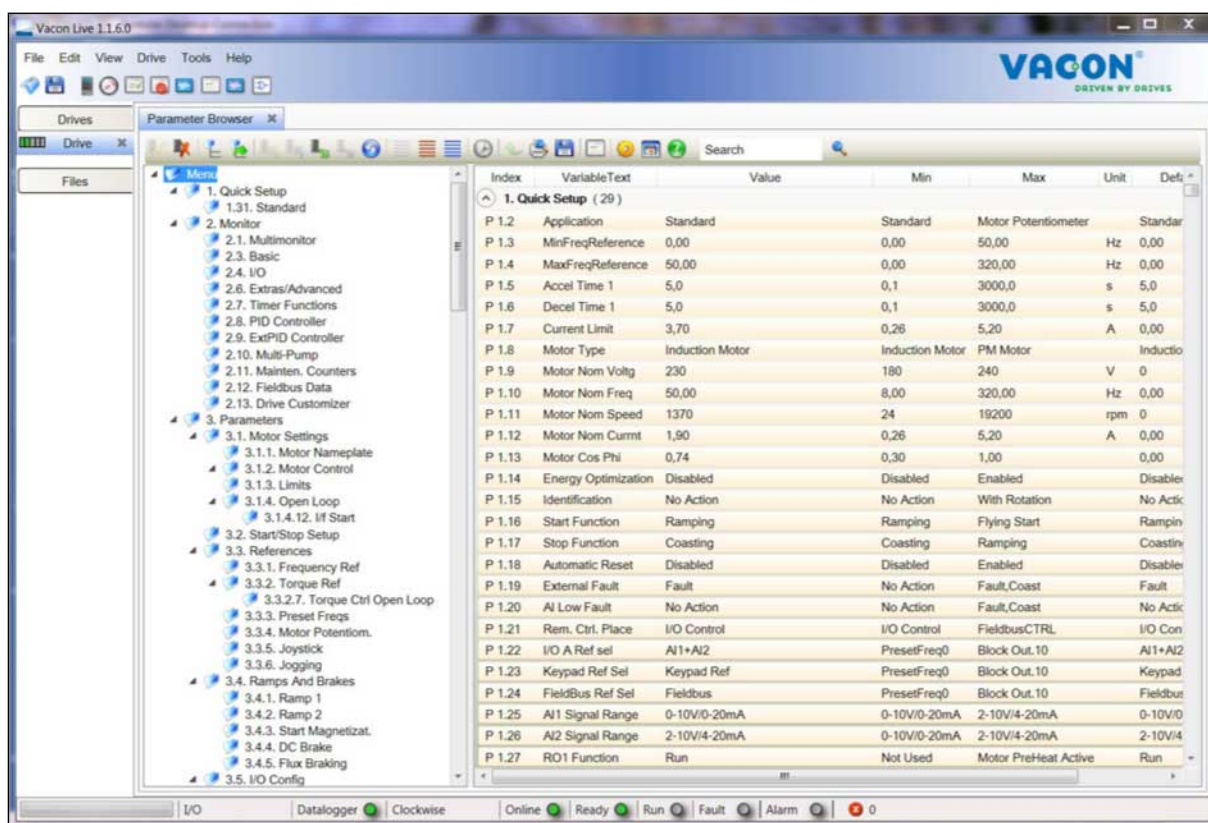 Vacon Live 1.1.6.0
File Edit View Drive Tools Help
VACON®
DRIVEN BY DRIVES
Drives
Drive
Files
Parameter Browser
Search
Menu
1. Quick Setup
1.31. Standard
2. Monitor
2.1. Multimonitor
2.3. Basic
2.4. I/O
2.6. Extras/Advanced
2.7. Timer Functions
2.8. PID Controller
2.9. ExtPID Controller
2.10. Multi-Pump
2.11. Mainten. Counters
2.12. Fieldbus Data
2.13. Drive Customizer
3. Parameters
3.1. Motor Settings
3.1.1. Motor Nameplate
3.1.2. Motor Control
3.1.3. Limits
3.1.4. Open Loop
3.1.4.12. I/f Start
3.2. Start/Stop Setup
3.3. References
3.3.1. Frequency Ref
3.3.2. Torque Ref
3.3.2.7. Torque Ctrl Open Loop
3.3.3. Preset Freqs
3.3.4. Motor Potentiom.
3.3.5. Joystick
3.3.6. Jogging
3.4. Ramps And Brakes
3.4.1. Ramp 1
3.4.2. Ramp 2
3.4.3. Start Magnetizat.
3.4.4. DC Brake
3.4.5. Flux Braking
3.5. I/O Config
Index VariableText Value Min Max Unit Defa
1. Quick Setup (29)
P 1.2 Application Standard Standard Motor Potentiometer Standar
P 1.3 MinFreqReference 0,00 0,00 50,00 Hz 0,00
P 1.4 MaxFreqReference 50,00 0,00 320,00 Hz 0,00
P 1.5 Accel Time 1 5,0 0,1 3000,0 s 5,0
P 1.6 Decel Time 1 5,0 0,1 3000,0 s 5,0
P 1.7 Current Limit 3,70 0,26 5,20 A 0,00
P 1.8 Motor Type Induction Motor Induction Motor PM Motor Inductio
P 1.9 Motor Nom Voltg 230 180 240 V 0
P 1.10 Motor Nom Freq 50,00 8,00 320,00 Hz 0,00
P 1.11 Motor Nom Speed 1370 24 19200 rpm 0
P 1.12 Motor Nom Currnt 1,90 0,26 5,20 A 0,00
P 1.13 Motor Cos Phi 0,74 0,30 1,00 0,00
P 1.14 Energy Optimization Disabled Disabled Enabled Disabled
P 1.15 Identification No Action No Action With Rotation No Actic
P 1.16 Start Function Ramping Ramping Flying Start Rampin
P 1.17 Stop Function Coasting Coasting Ramping Coastin
P 1.18 Automatic Reset Disabled Disabled Enabled Disabled
P 1.19 External Fault Fault No Action Fault,Coast Fault
P 1.20 AI Low Fault No Action No Action Fault,Coast No Actic
P 1.21 Rem. Ctrl. Place I/O Control I/O Control FieldbusCTRL I/O Con
P 1.22 I/O A Ref sel AI1+AI2 PresetFreq0 Block Out.10 AI1+AI2
P 1.23 Keypad Ref Sel Keypad Ref PresetFreq0 Block Out.10 Keypad
P 1.24 FieldBus Ref Sel Fieldbus PresetFreq0 Block Out.10 Fieldbus
P 1.25 AI1 Signal Range 0-10V/0-20mA 0-10V/0-20mA 2-10V/4-20mA 0-10V/0
P 1.26 AI2 Signal Range 2-10V/4-20mA 0-10V/0-20mA 2-10V/4-20mA 2-10V/4
P 1.27 RO1 Function Run Not Used Motor PreHeat Active Run
I/O Datalogger Clockwise Online Ready Run Fault Alarm 0